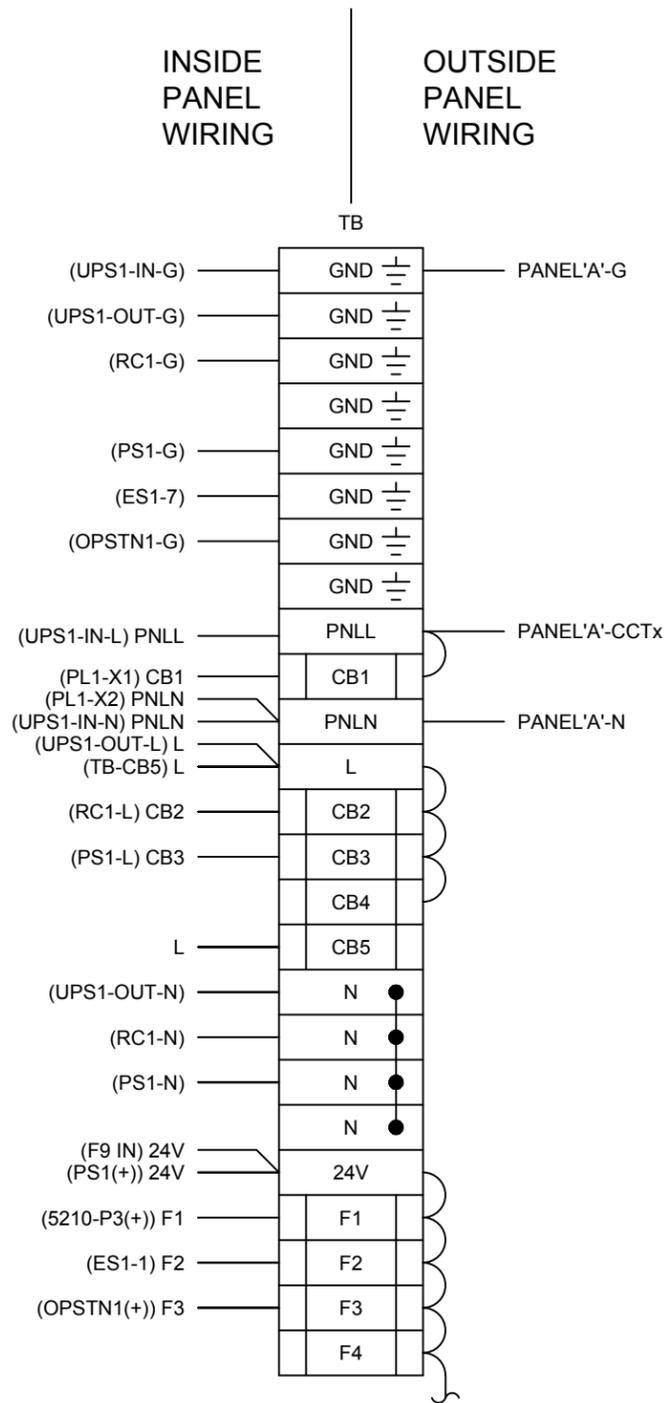 INSIDE
PANEL
WIRING
OUTSIDE
PANEL
WIRING
TB
(UPS1-IN-G) GND PANEL'A'-G
(UPS1-OUT-G) GND
(RC1-G) GND
GND
(PS1-G) GND
(ES1-7) GND
(OPSTN1-G) GND
GND
(UPS1-IN-L) PNLL PNLL PANEL'A'-CCTx
(PL1-X1) CB1 CB1
(PL1-X2) PNLN
(UPS1-IN-N) PNLN PNLN PANEL'A'-N
(UPS1-OUT-L) L
(TB-CB5) L L
(RC1-L) CB2 CB2
(PS1-L) CB3 CB3
CB4
L CB5
(UPS1-OUT-N) N
(RC1-N) N
(PS1-N) N
N
(F9 IN) 24V
(PS1(+)) 24V 24V
(5210-P3(+)) F1 F1
(ES1-1) F2 F2
(OPSTN1(+)) F3 F3
F4